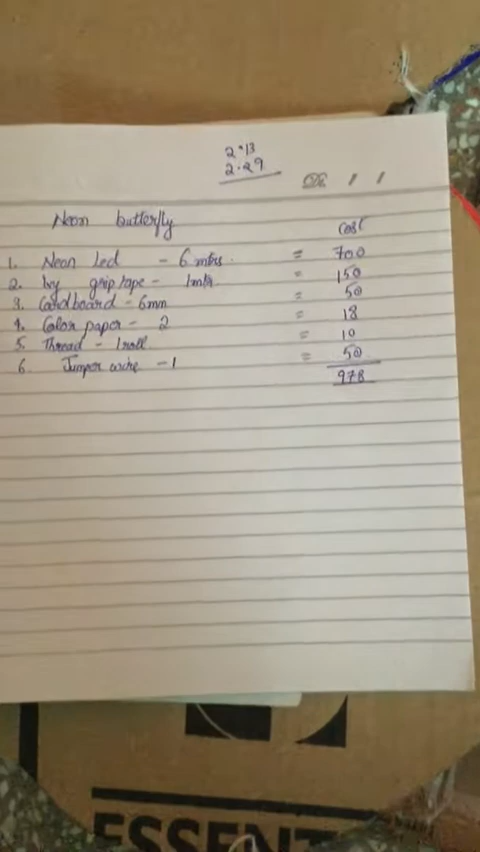 2.13
2.29
Neon butterfly cost
1. Neon Led - 6 mtrs. = 700
2. grip tape - 1mtr = 150
3. Cardboard - 6mm = 50
4. Color paper - 2 = 18
5. Thread - 1 roll = 10
6. Jumper wire - 1 = 50
978
ESSENT